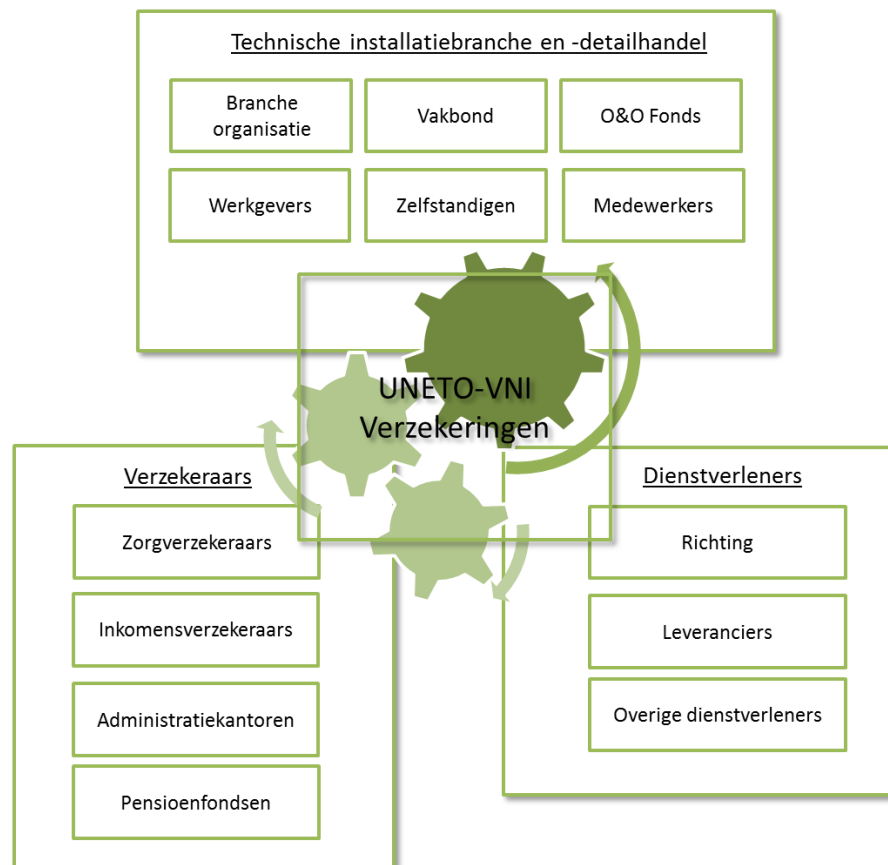 Technische installatiebranche en -detailhandel
Branche
organisatie
Vakbond
O&O Fonds
Werkgevers
Zelfstandigen
Medewerkers
UNETO-VNI
Verzekeringen
Verzekeraars
Zorgverzekeraars
Inkomensverzekeraars
Administratiekantoren
Pensioenfondsen
Dienstverleners
Richting
Leveranciers
Overige dienstverleners